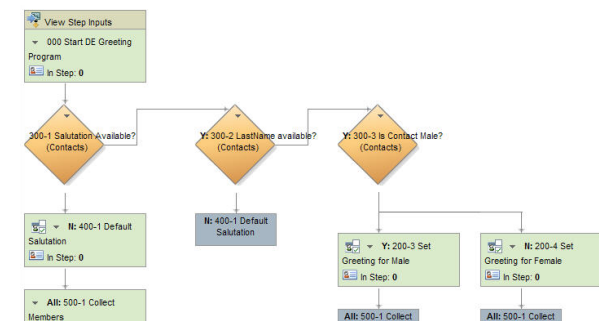 View Step Inputs
000 Start DE Greeting
Program
In Step: 0
300-1 Salutation Available?
(Contacts)
Y: 300-2 LastName available?
(Contacts)
Y: 300-3 Is Contact Male?
(Contacts)
N: 400-1 Default
Salutation
In Step: 0
N: 400-1 Default
Salutation
Y: 200-3 Set
Greeting for Male
In Step: 0
N: 200-4 Set
Greeting for Female
In Step: 0
All: 500-1 Collect
Members
All: 500-1 Collect
All: 500-1 Collect